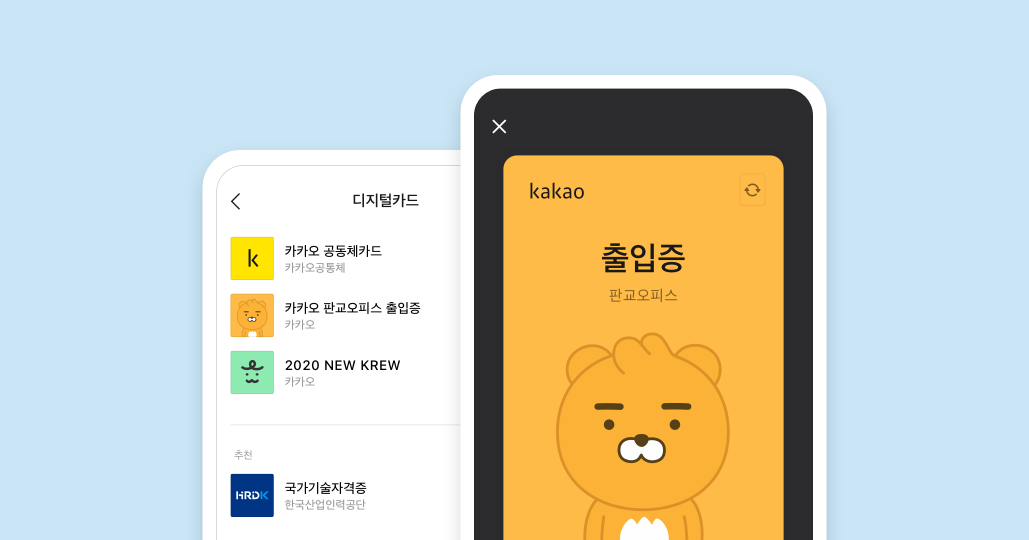 디지털카드
k
카카오 공동체카드
카카오공통체
카카오 판교오피스 출입증
카카오
2020 NEW KREW
카카오
추천
HRDK
국가기술자격증
한국산업인력공단
kakao
출입증
판교오피스